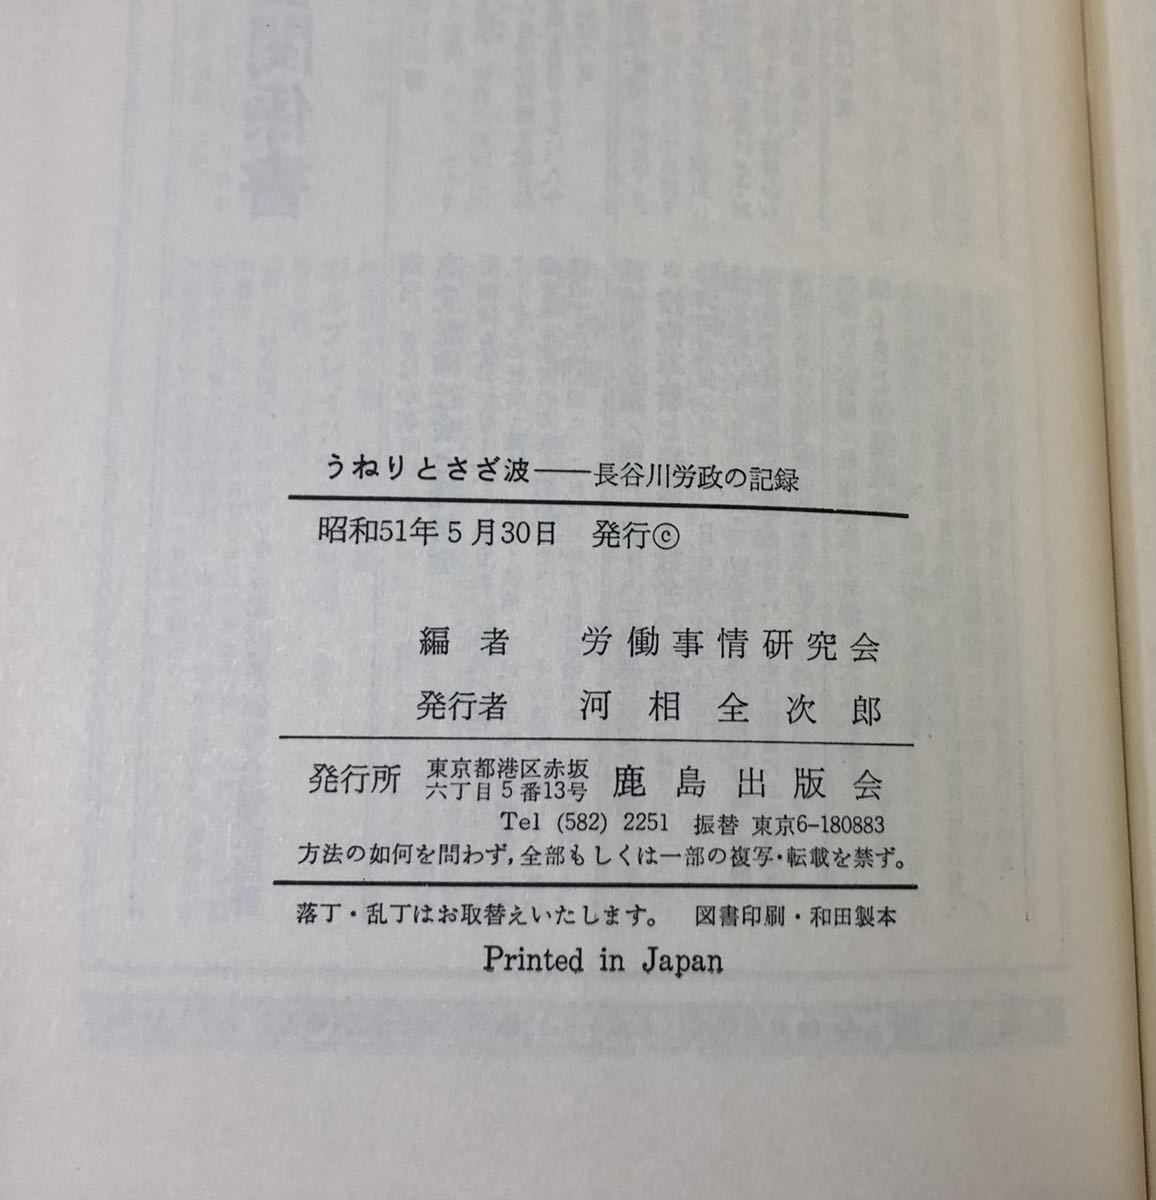 うねりとさざ波――長谷川労政の記録
昭和51年5月30日 発行©
編者 労働事情研究会
発行者 河相全次郎
発行所 東京都港区赤坂六丁目5番13号 鹿島出版会
Tel (582) 2251 振替 東京6-180883
方法の如何を問わず,全部もしくは一部の複写・転載を禁ず。
落丁・乱丁はお取替えいたします。 図書印刷・和田製本
Printed in Japan